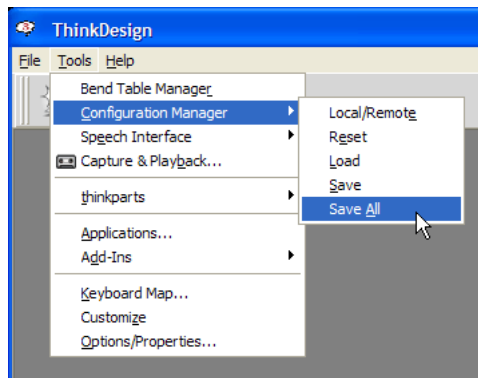 ThinkDesign
File Tools Help
Bend Table Manager
Configuration Manager
Speech Interface
Capture & Playback...
thinkparts
Applications...
Add-Ins
Keyboard Map...
Customize
Options/Properties...
Local/Remote
Reset
Load
Save
Save All